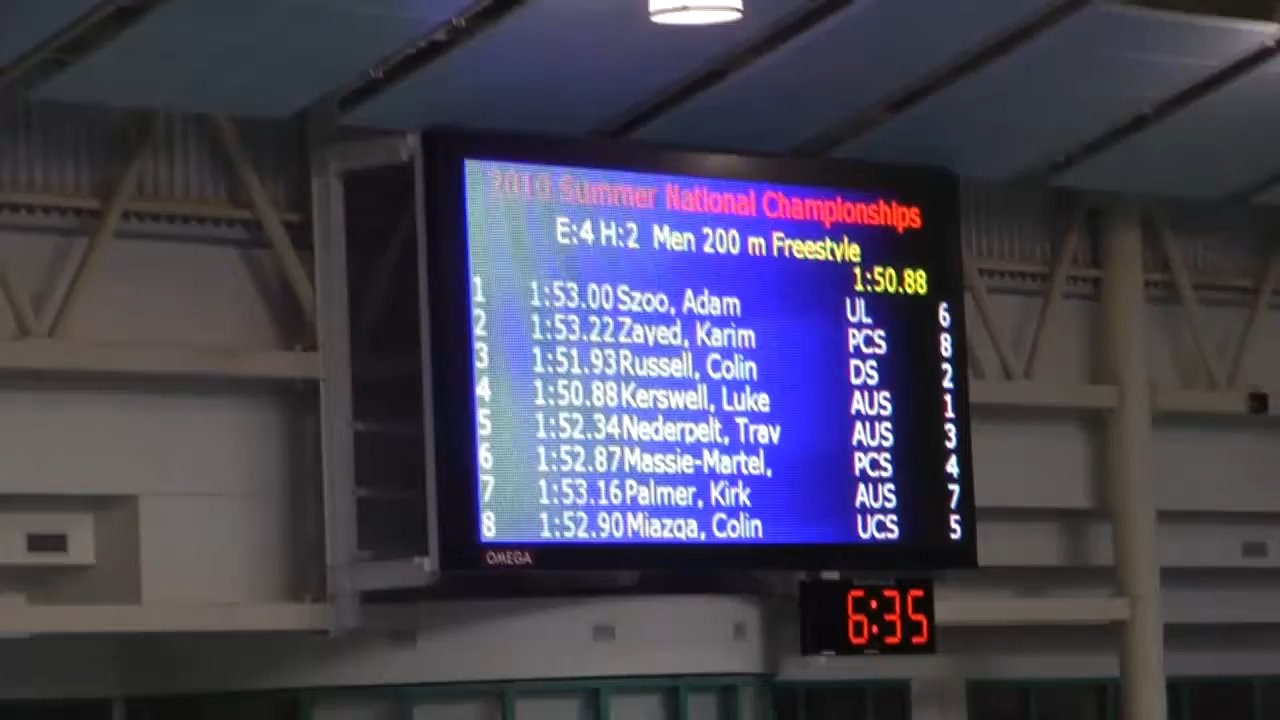 2010 Summer National Championships
E:4 H:2 Men 200 m Freestyle
1:50.88
1 1:53.00 Szoo, Adam UL 6
2 1:53.22 Zayed, Karim PCS 8
3 1:51.93 Russell, Colin DS 2
4 1:50.88 Kerswell, Luke AUS 1
5 1:52.34 Nederpelt, Trav AUS 3
6 1:52.87 Massie-Martel, PCS 4
7 1:53.16 Palmer, Kirk AUS 7
8 1:52.90 Miazga, Colin UCS 5
OMEGA
6:35